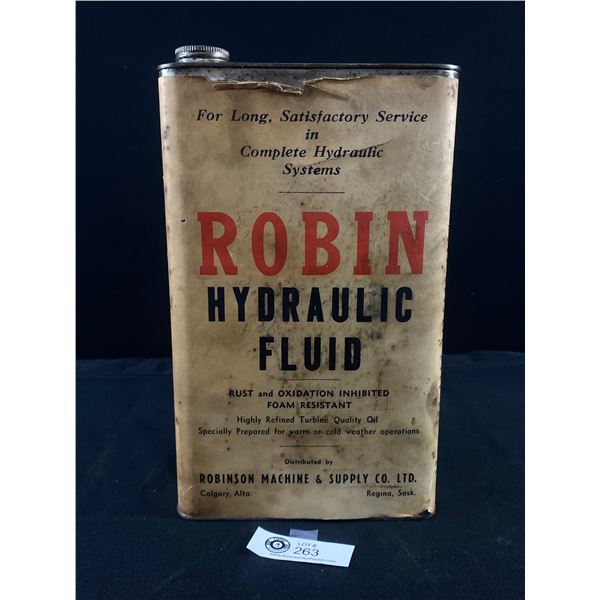 For Long, Satisfactory Service
in
Complete Hydraulic
Systems
ROBIN
HYDRAULIC
FLUID
RUST and OXIDATION INHIBITED
FOAM RESISTANT
Highly Refined Turbine Quality Oil
Specially Prepared for warm or cold weather operations
Distributed by
ROBINSON MACHINE & SUPPLY CO. LTD.
Calgary, Alta. Regina, Sask.
LOT #
263